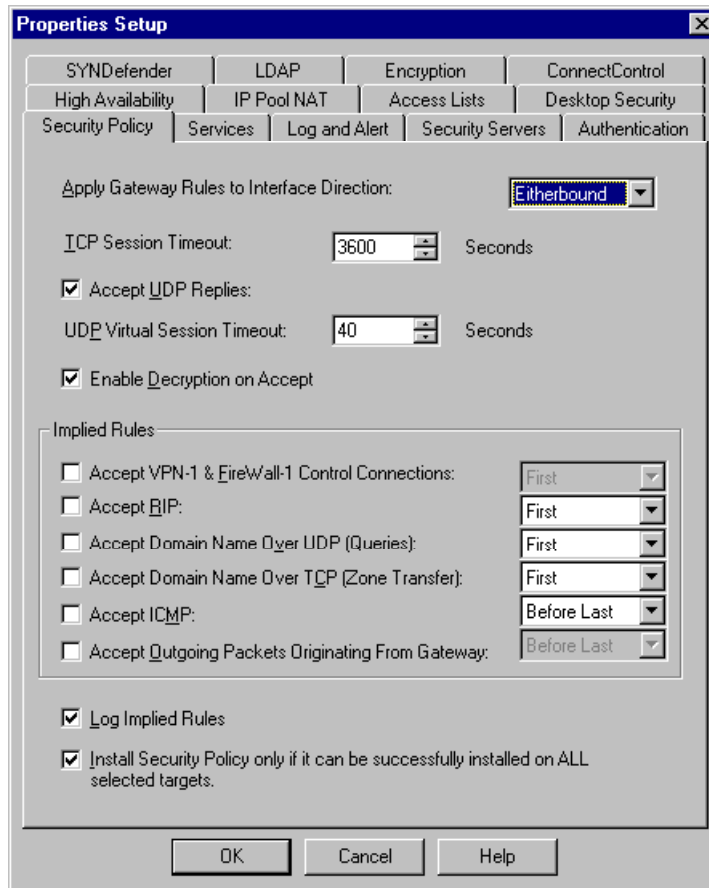 Properties Setup
SYNDefender LDAP Encryption ConnectControl
High Availability IP Pool NAT Access Lists Desktop Security
Security Policy Services Log and Alert Security Servers Authentication
Apply Gateway Rules to Interface Direction: Eitherbound
TCP Session Timeout: 3600 Seconds
Accept UDP Replies:
UDP Virtual Session Timeout: 40 Seconds
Enable Decryption on Accept
Implied Rules
Accept VPN-1 & FireWall-1 Control Connections: First
Accept RIP: First
Accept Domain Name Over UDP (Queries): First
Accept Domain Name Over TCP (Zone Transfer): First
Accept ICMP: Before Last
Accept Outgoing Packets Originating From Gateway: Before Last
Log Implied Rules
Install Security Policy only if it can be successfully installed on ALL
selected targets.
OK Cancel Help